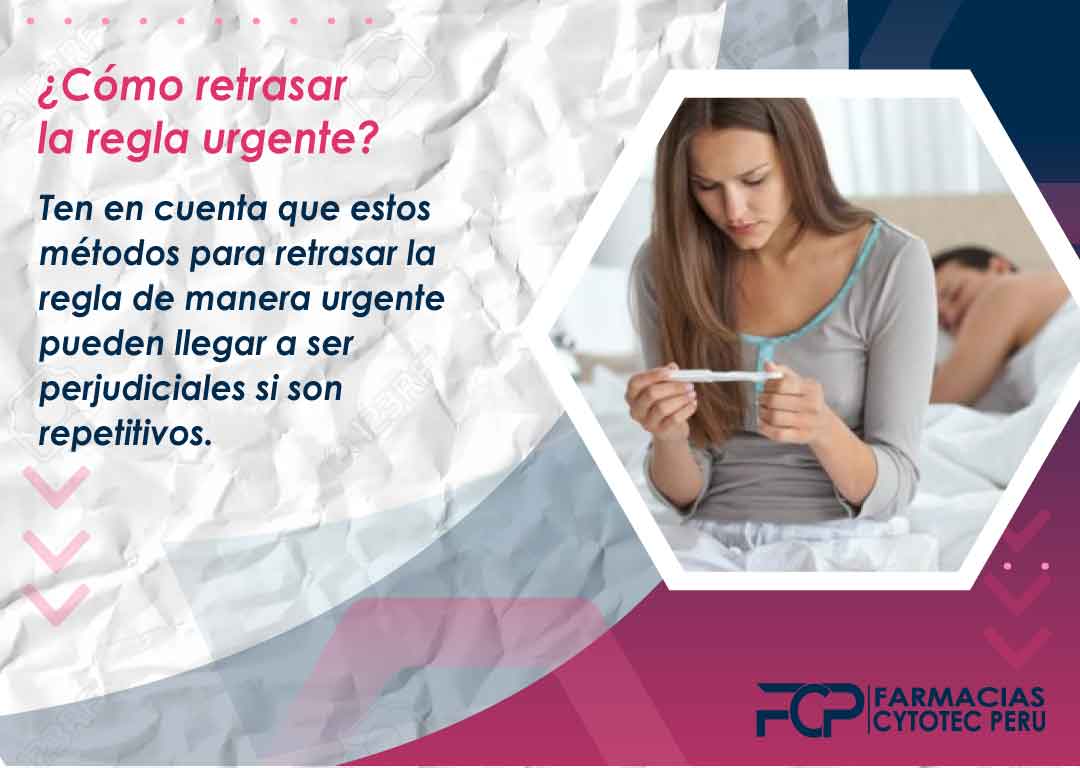 ¿Cómo retrasar
la regla urgente?
Ten en cuenta que estos
métodos para retrasar la
regla de manera urgente
pueden llegar a ser
perjudiciales si son
repetitivos.
FCP
FARMACIAS
CYTOTEC PERU